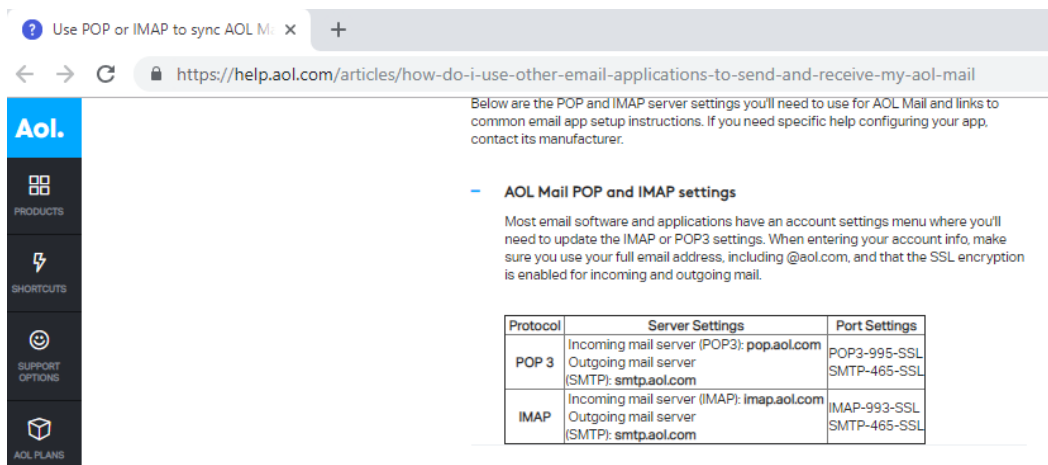 Use POP or IMAP to sync AOL Ma
https://help.aol.com/articles/how-do-i-use-other-email-applications-to-send-and-receive-my-aol-mail
Aol.
PRODUCTS
SHORTCUTS
SUPPORT
OPTIONS
AOL PLANS
Below are the POP and IMAP server settings you'll need to use for AOL Mail and links to
common email app setup instructions. If you need specific help configuring your app,
contact its manufacturer.
AOL Mail POP and IMAP settings
Most email software and applications have an account settings menu where you'll
need to update the IMAP or POP3 settings. When entering your account info, make
sure you use your full email address, including @aol.com, and that the SSL encryption
is enabled for incoming and outgoing mail.
Protocol Server Settings Port Settings
POP 3
Incoming mail server (POP3): pop.aol.com
Outgoing mail server
(SMTP): smtp.aol.com
POP3-995-SSL
SMTP-465-SSL
IMAP
Incoming mail server (IMAP): imap.aol.com
Outgoing mail server
(SMTP): smtp.aol.com
IMAP-993-SSL
SMTP-465-SSL